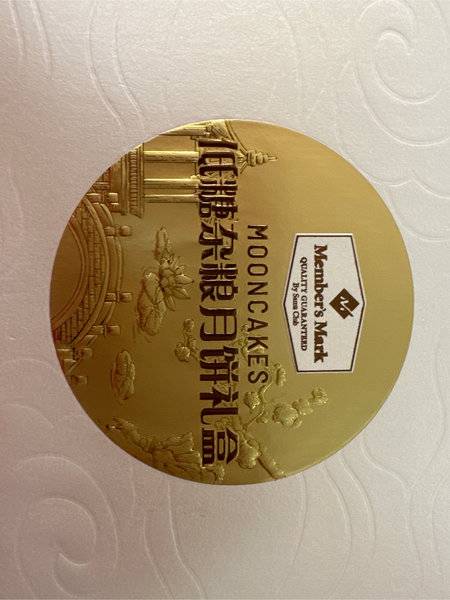 Member's Mark
QUALITY GUARANTEED
By Sam's Club
MOONCAKES
低糖杂粮月饼礼盒